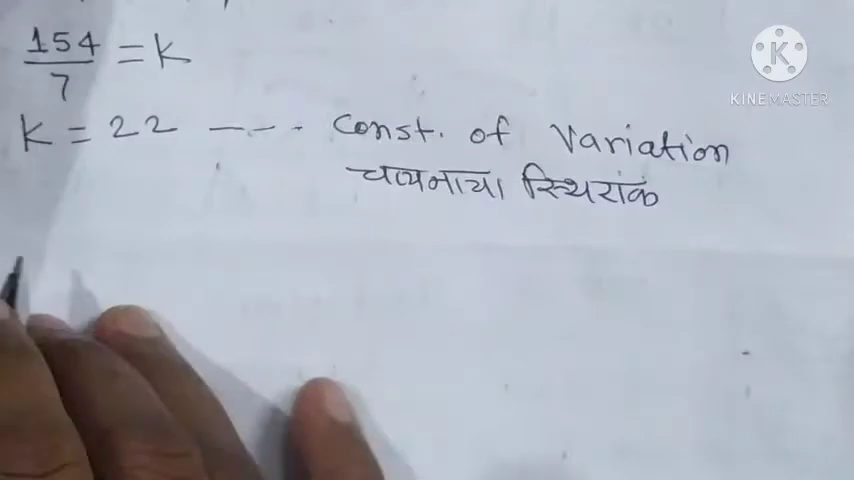 154/7 = K
K = 22 --- Const. of Variation
चलनाचा स्थिरांक
KINEMASTER